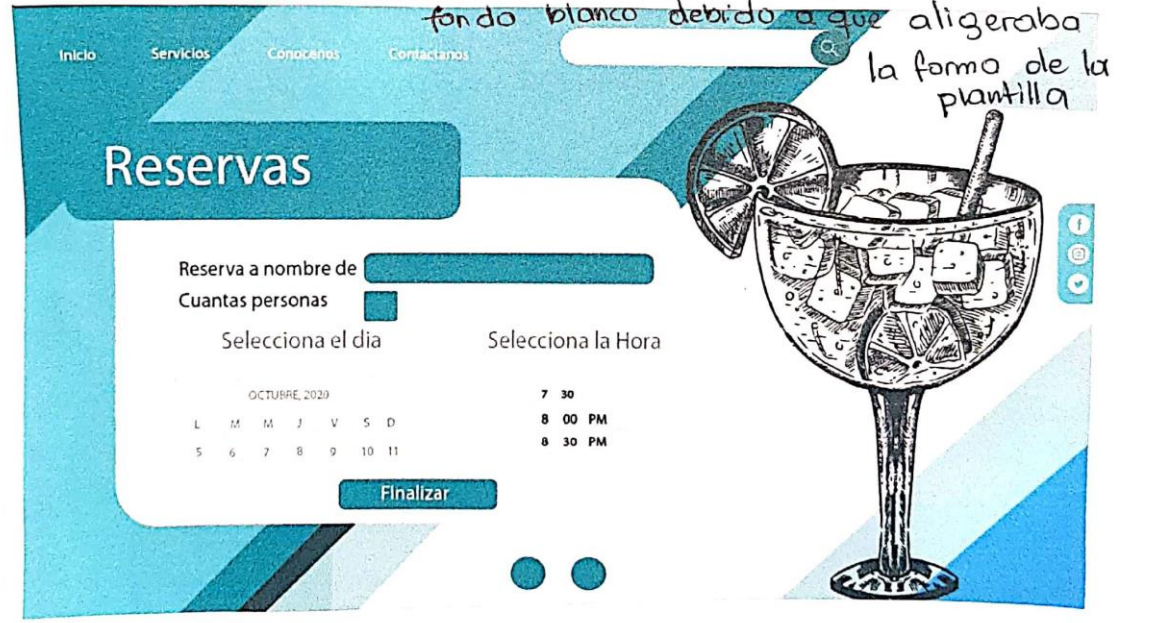 fondo blanco debido a que aligeraba
la forma de la
plantilla
Inicio Servicios Conocenos Contactanos
Reservas
Reserva a nombre de
Cuantas personas
Selecciona el dia
OCTUBRE, 2020
L M M J V S D
5 6 7 8 9 10 11
Selecciona la Hora
7 30
8 00 PM
8 30 PM
Finalizar